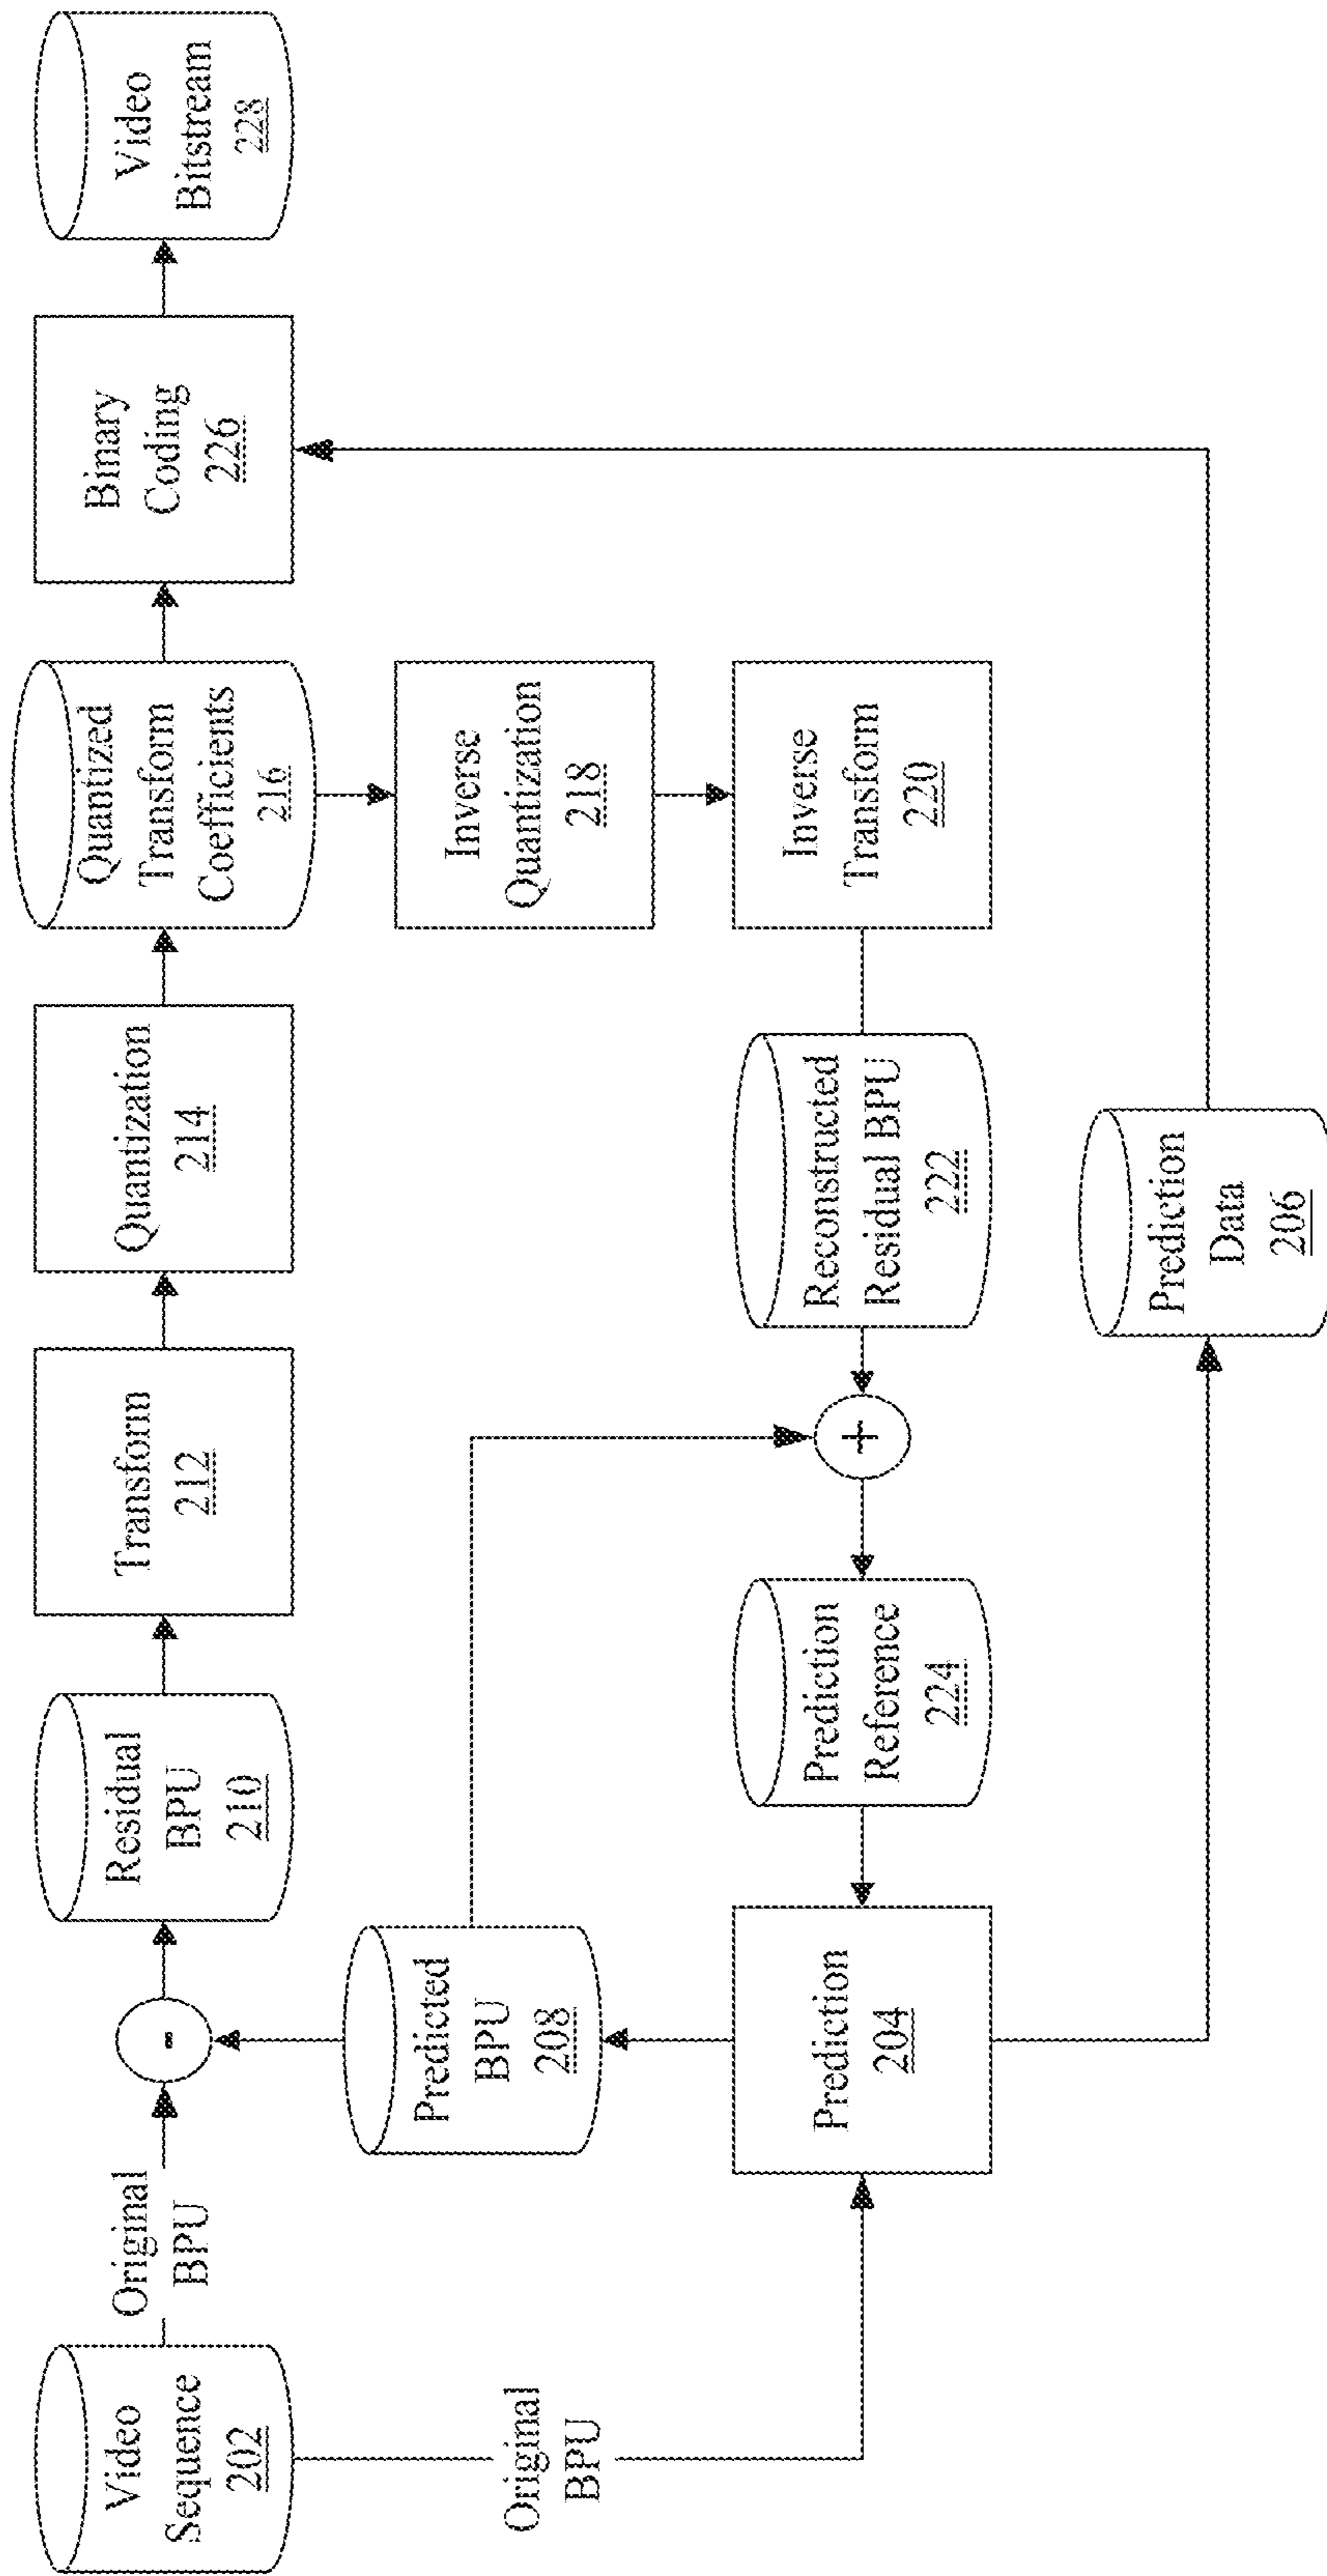 Video
Sequence
202
Original
BPU
-
Residual
BPU
210
Transform
212
Quantization
214
Quantized
Transform
Coefficients
216
Binary
Coding
226
Video
Bitstream
228
Original
BPU
Predicted
BPU
208
Inverse
Quantization
218
Prediction
204
Prediction
Reference
224
+
Reconstructed
Residual BPU
222
Inverse
Transform
220
Prediction
Data
206